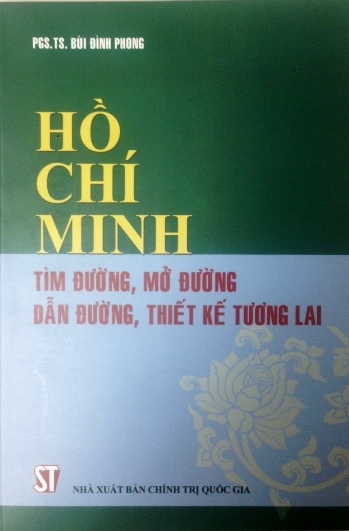 PGS.TS. BÙI ĐÌNH PHONG
HỒ
CHÍ
MINH
TÌM ĐƯỜNG, MỞ ĐƯỜNG
DẪN ĐƯỜNG, THIẾT KẾ TƯƠNG LAI
ST
NHÀ XUẤT BẢN CHÍNH TRỊ QUỐC GIA